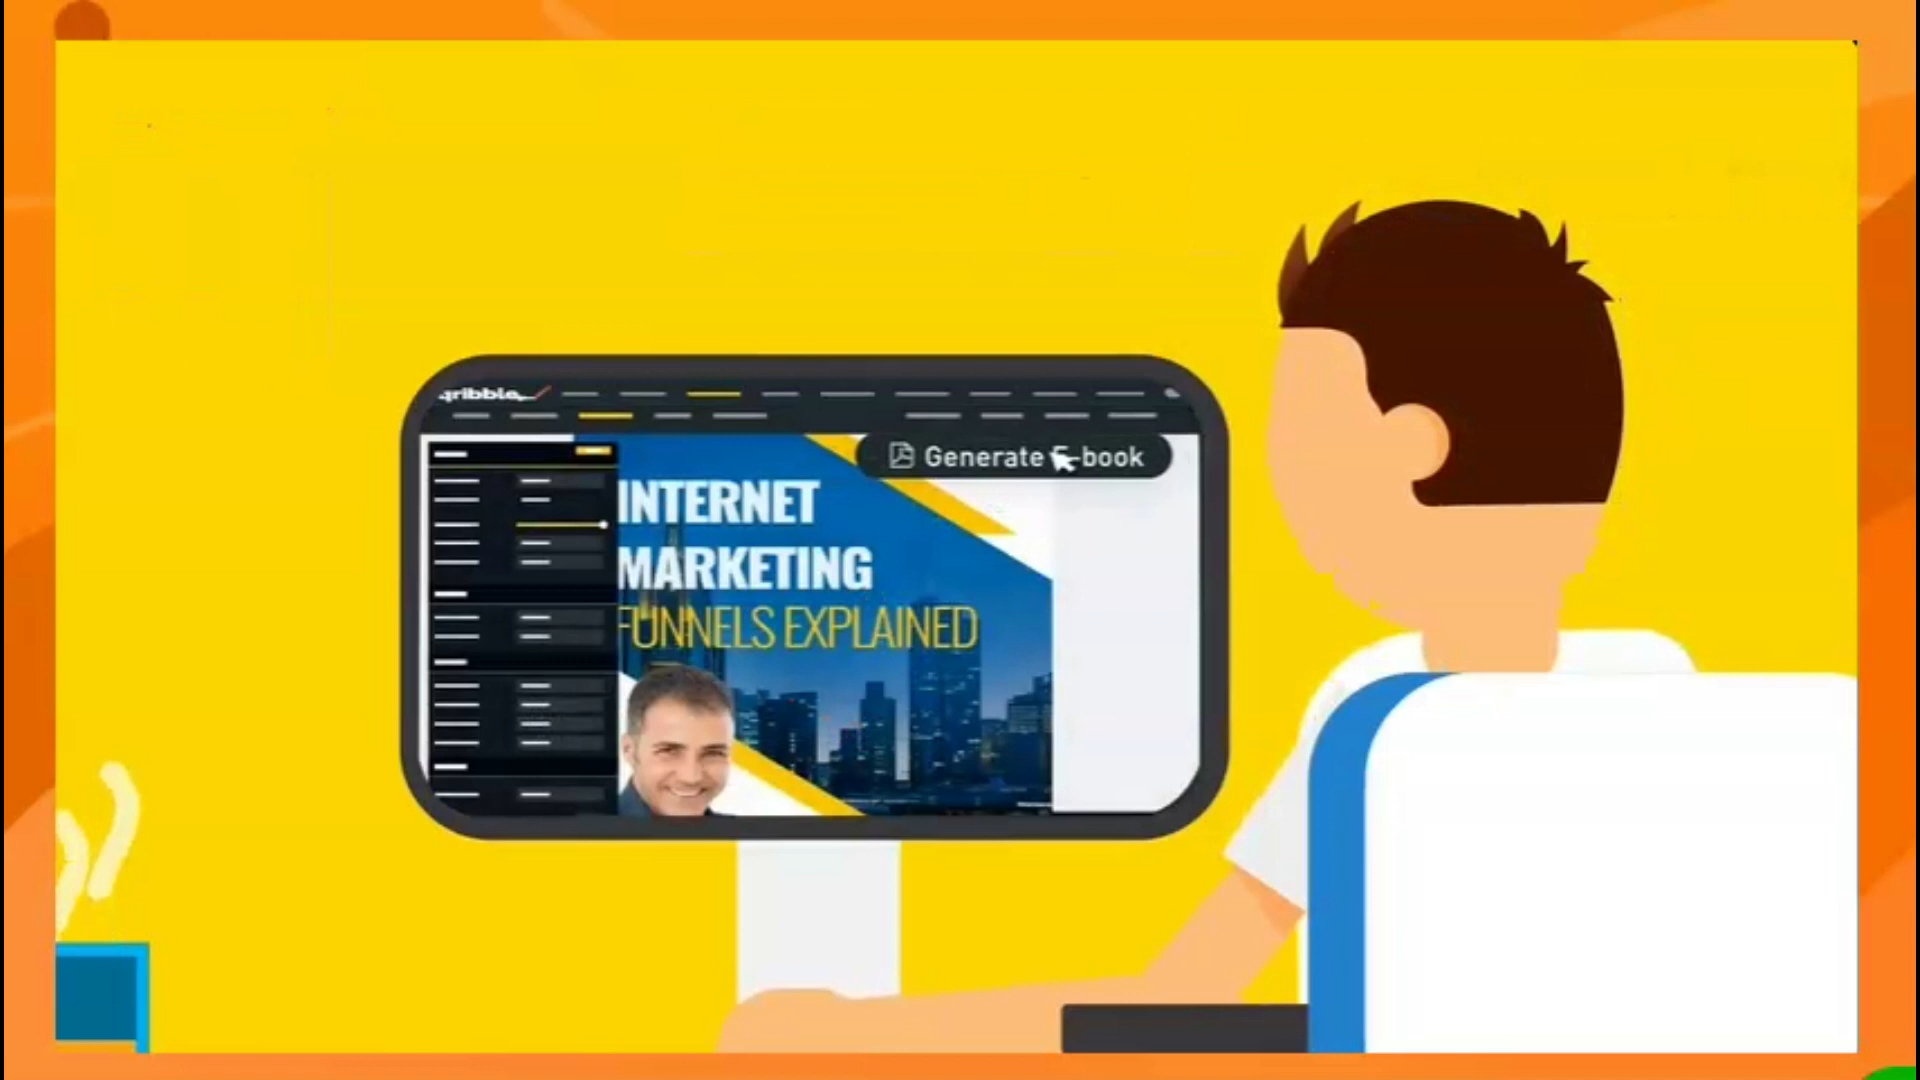 qribble
Generate E-book
INTERNET
MARKETING
FUNNELS EXPLAINED